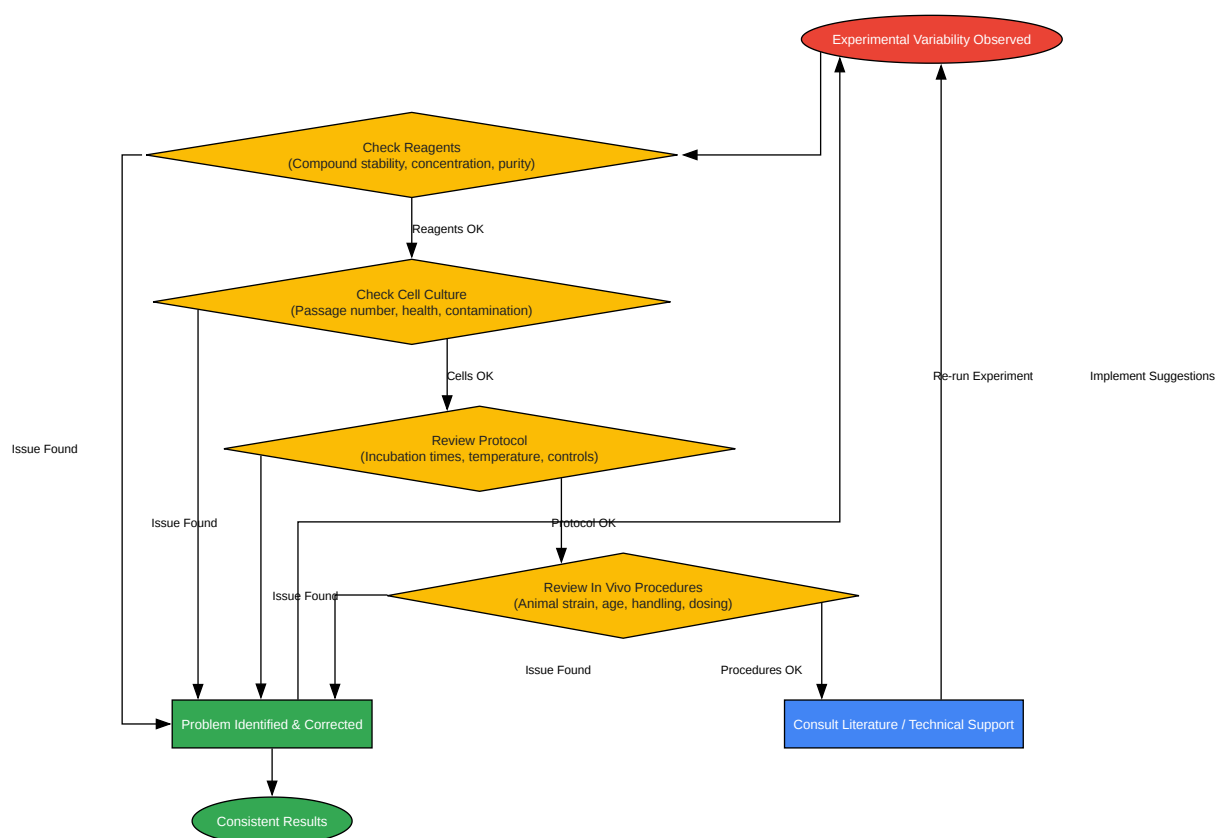 Experimental Variability Observed
Check Reagents
(Compound stability, concentration, purity)
Reagents OK
Check Cell Culture
(Passage number, health, contamination)
Cells OK
Re-run Experiment
Implement Suggestions
Review Protocol
(Incubation times, temperature, controls)
Issue Found
Issue Found
Protocol OK
Review In Vivo Procedures
(Animal strain, age, handling, dosing)
Issue Found
Issue Found
Procedures OK
Problem Identified & Corrected
Consult Literature / Technical Support
Consistent Results